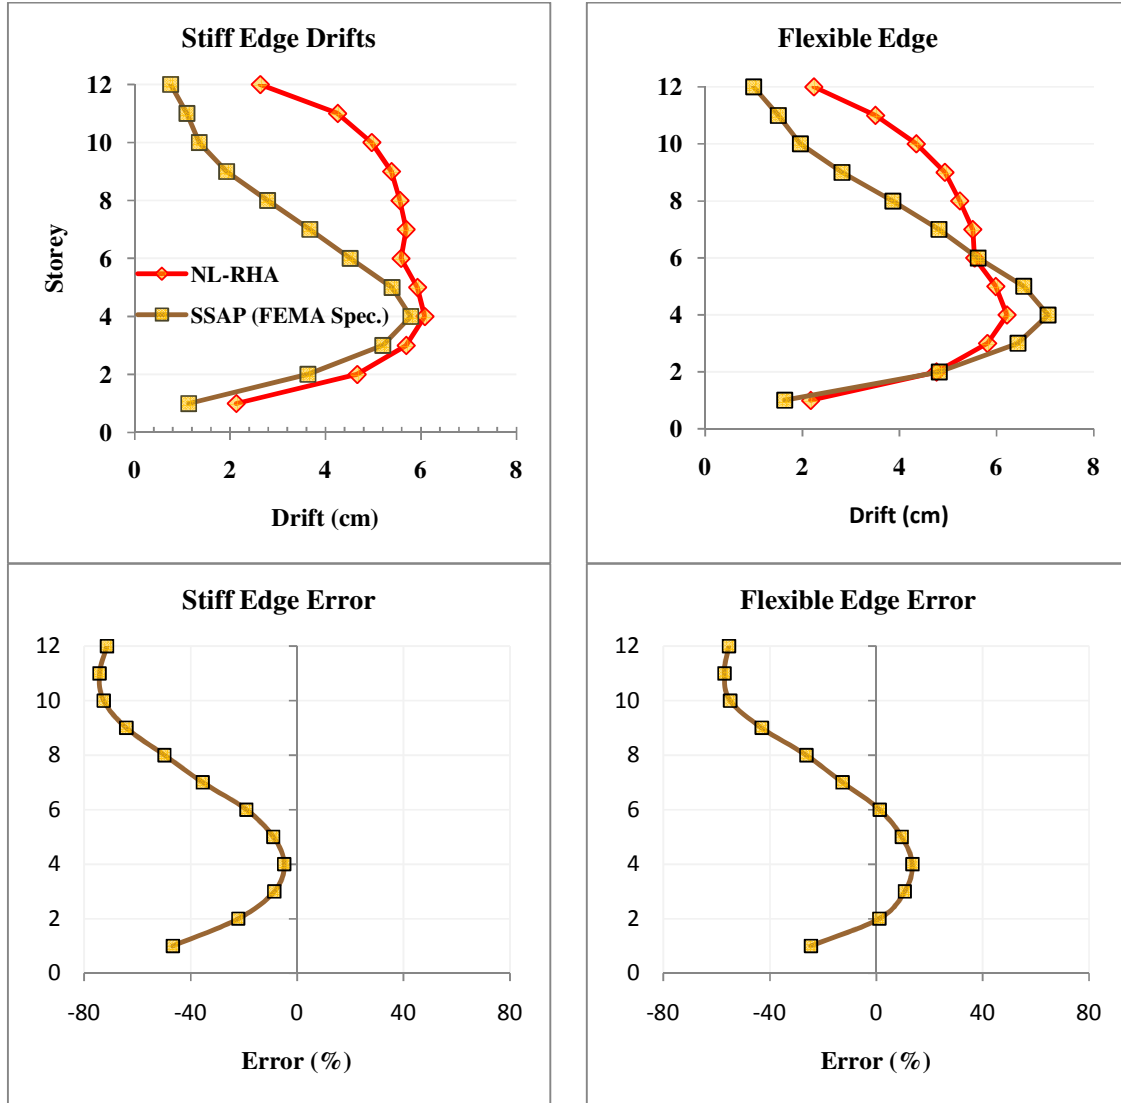 Stiff Edge Drifts
12
10
8
6
4
2
0
Storey
NL-RHA
SSAP (FEMA Spec.)
0 2 4 6 8
Drift (cm)
Flexible Edge
12
10
8
6
4
2
0
0 2 4 6 8
Drift (cm)
Stiff Edge Error
12
10
8
6
4
2
0
-80 -40 0 40 80
Error (%)
Flexible Edge Error
12
10
8
6
4
2
0
-80 -40 0 40 80
Error (%)